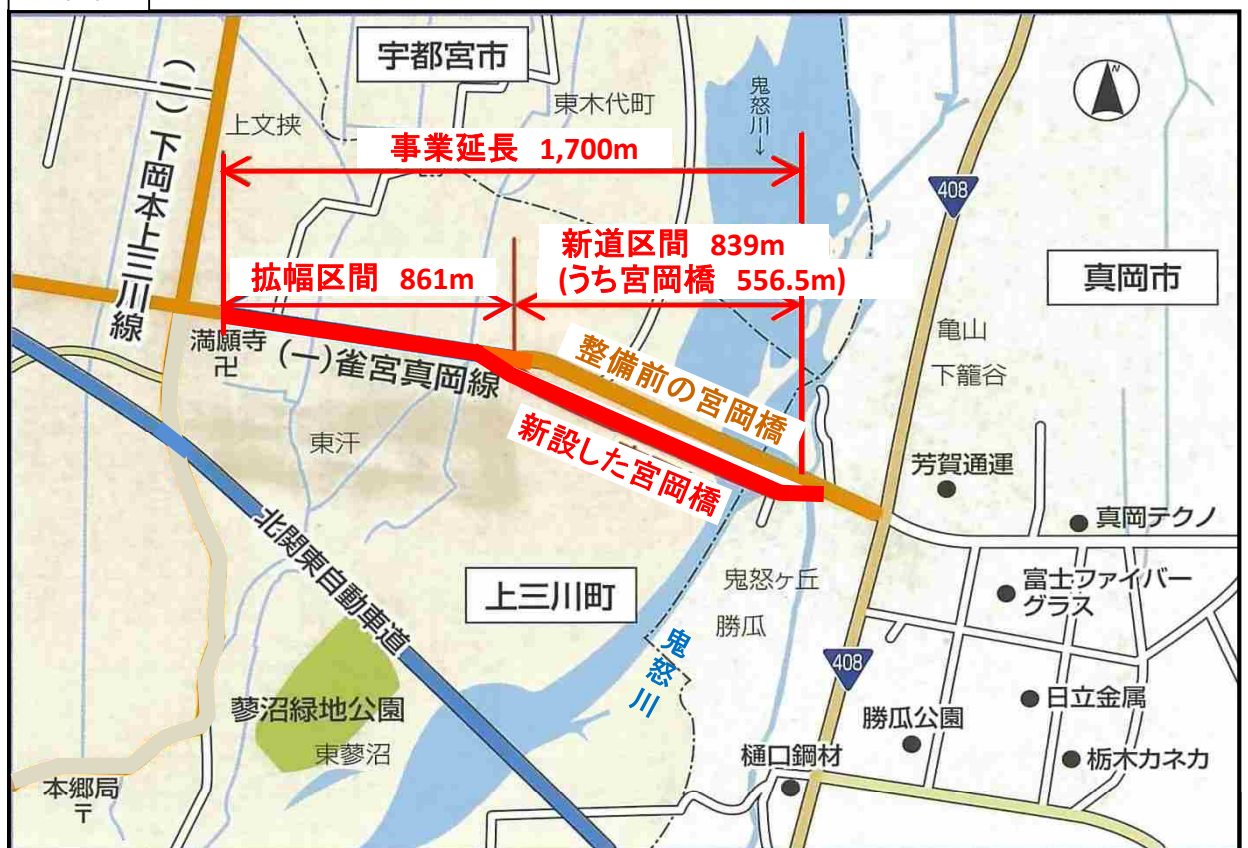 宇都宮市
(一)下岡本上三川線
上文挟
東木代町
鬼怒川→
N
事業延長 1,700m
408
新道区間 839m
(うち宮岡橋 556.5m)
拡幅区間 861m
真岡市
満願寺
卍
(一)雀宮真岡線
整備前の宮岡橋
新設した宮岡橋
亀山
下籠谷
東汗
芳賀通運
真岡テクノ
北関東自動車道
上三川町
鬼怒ヶ丘
勝瓜
富士ファイバー
グラス
鬼怒川
408
蓼沼緑地公園
東蓼沼
勝瓜公園
日立金属
樋口鋼材
栃木カネカ
本郷局
〒